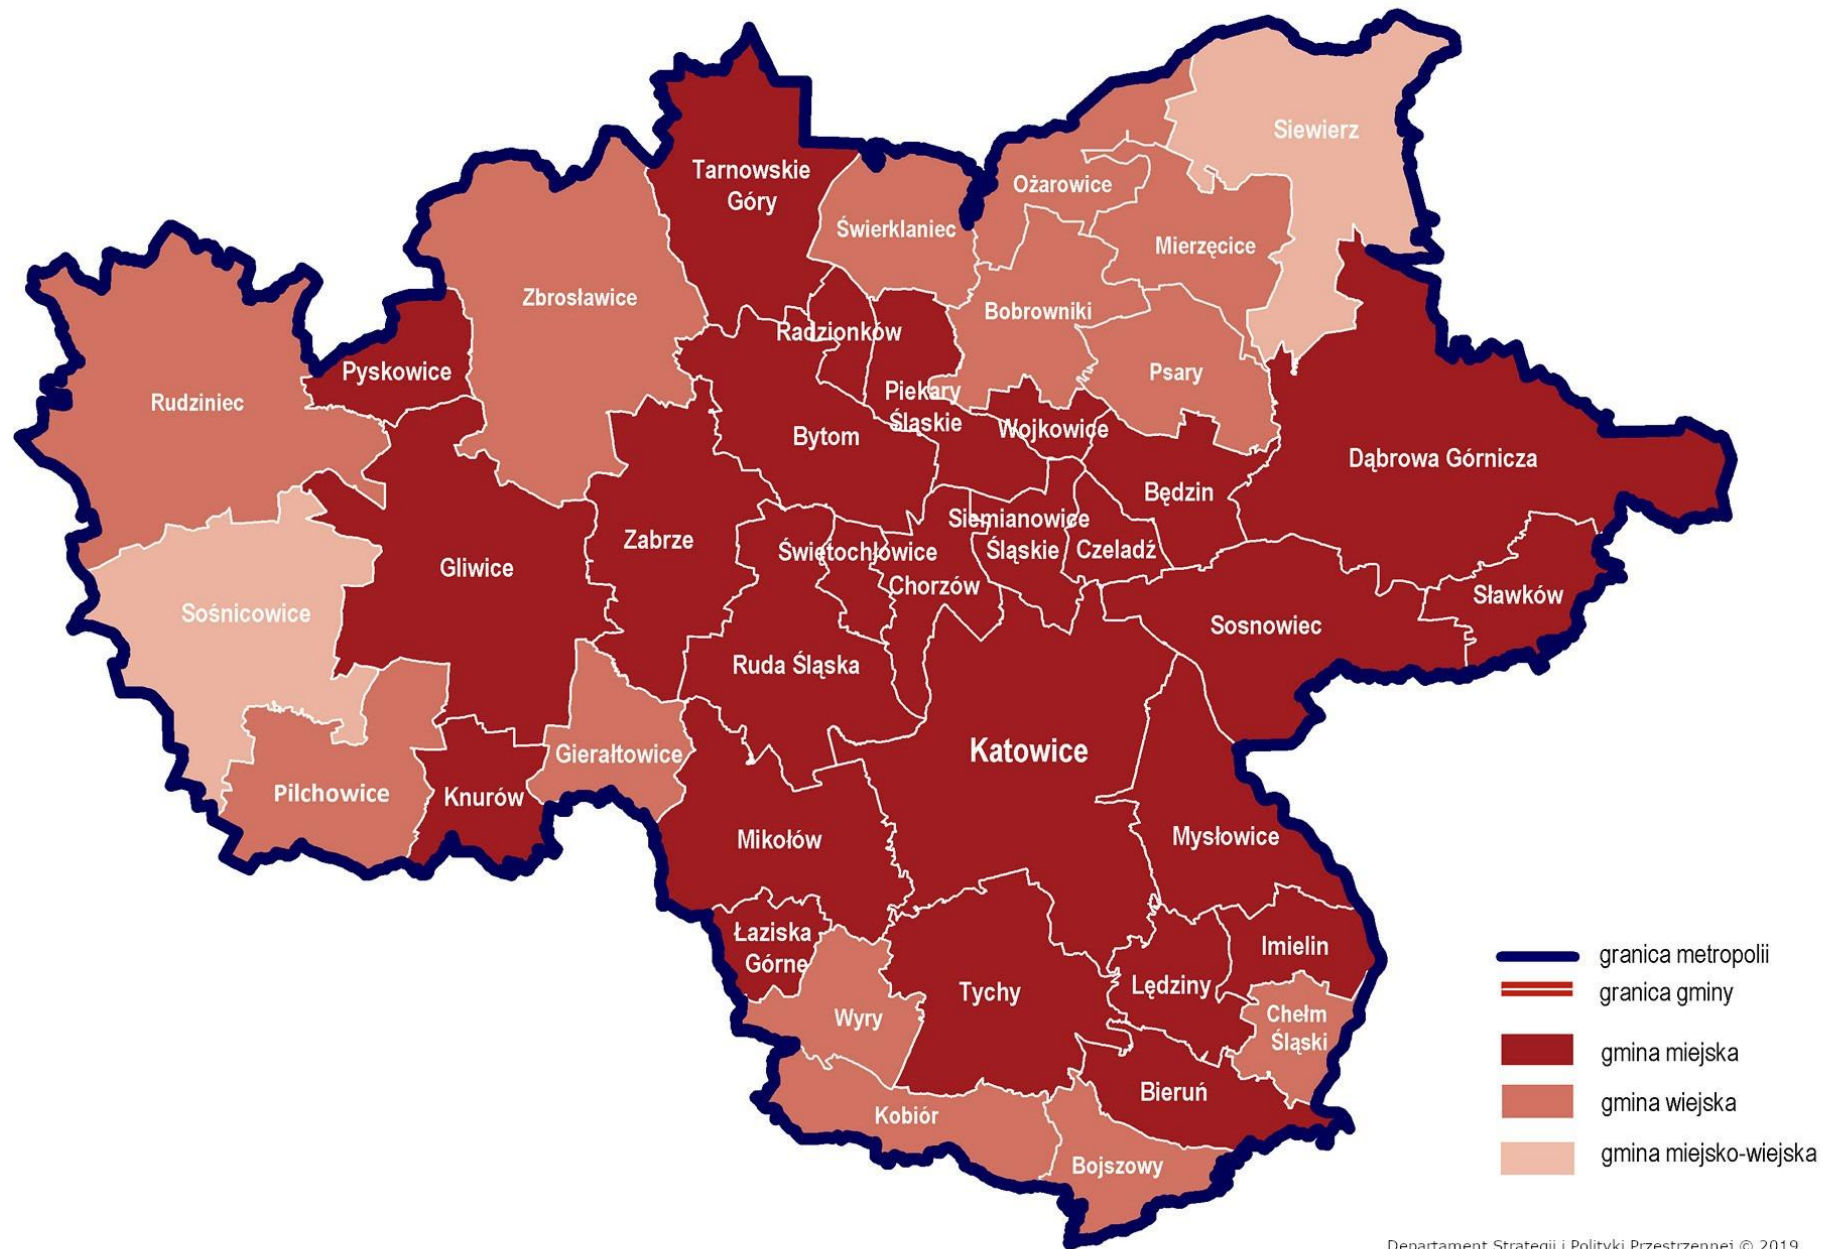 Siewierz
Tarnowskie
Góry
Ożarowice
Świerklaniec
Mierzęcice
Zbrosławice
Bobrowniki
Radzionków
Pyskowice
Psary
Rudziniec
Piekary
Śląskie
Wojkowice
Bytom
Dąbrowa Górnicza
Będzin
Siemianowice
Śląskie
Zabrze
Świętochłowice
Czeladź
Gliwice
Chorzów
Sławków
Sośnicowice
Sosnowiec
Ruda Śląska
Katowice
Gierałtowice
Pilchowice
Knurów
Mikołów
Mysłowice
Łaziska
Górne
Imielin
Lędziny
Tychy
Wyry
Chełm
Śląski
Bieruń
Kobiór
Bojszowy
granica metropolii
granica gminy
gmina miejska
gmina wiejska
gmina miejsko-wiejska
Departament Strategii i Polityki Przestrzennej © 2019